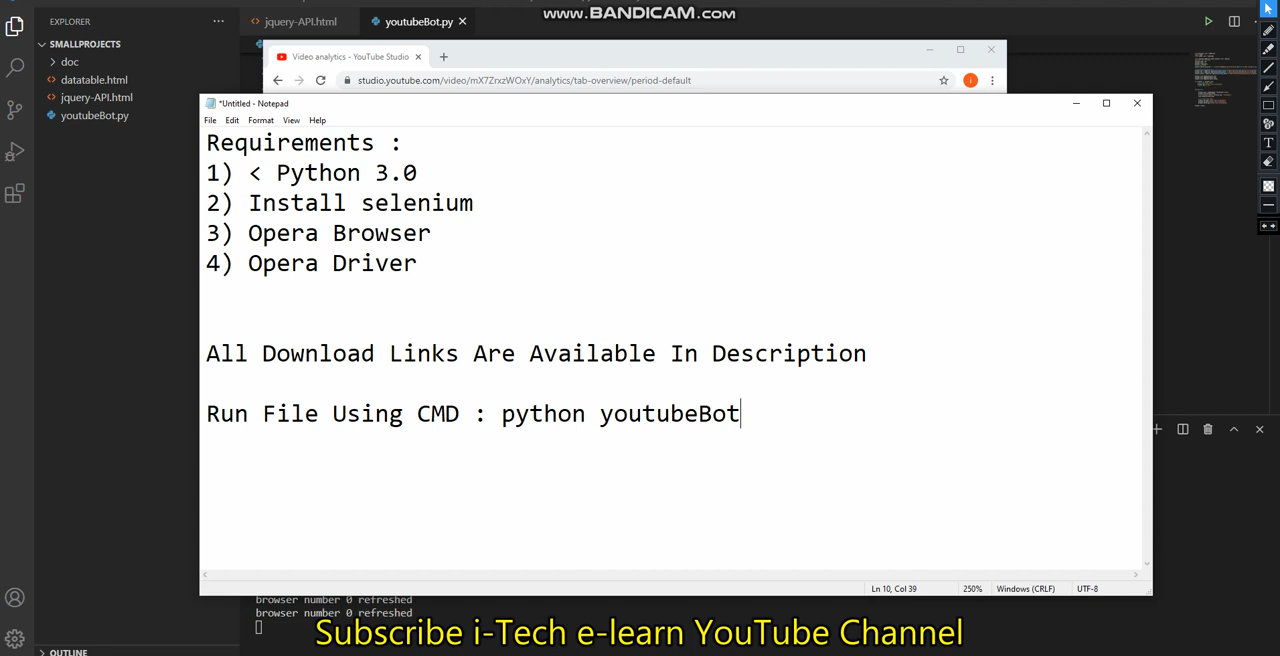 www.BANDICAM.com
EXPLORER
jquery-API.html
youtubeBot.py
SMALLPROJECTS
doc
datatable.html
jquery-API.html
youtubeBot.py
Video analytics - YouTube Studio
studio.youtube.com/video/mX7ZrxzWOxY/analytics/tab-overview/period-default
i
*Untitled - Notepad
File Edit Format View Help
Requirements :
1) < Python 3.0
2) Install selenium
3) Opera Browser
4) Opera Driver
All Download Links Are Available In Description
Run File Using CMD : python youtubeBot
Ln 10, Col 39 250% Windows (CRLF) UTF-8
browser number 0 refreshed
browser number 0 refreshed
Subscribe i-Tech e-learn YouTube Channel
OUTLINE